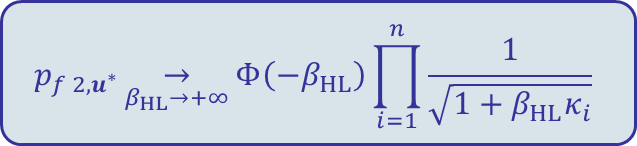 p_{f 2,𝒖*} →_{β_HL→+∞} Φ(−β_HL) ∏_{i=1}^{n} 1/√(1 + β_HL κ_i)